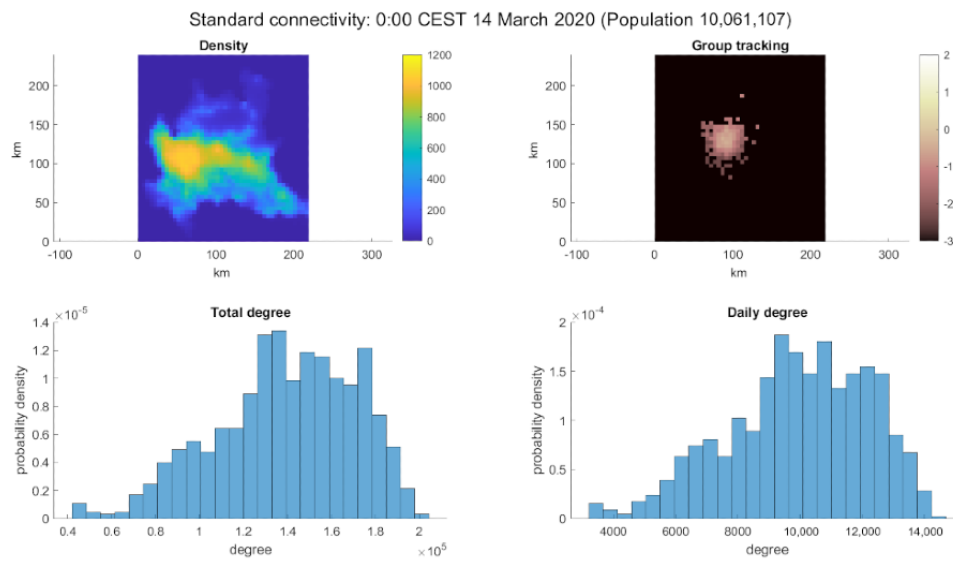 Standard connectivity: 0:00 CEST 14 March 2020 (Population 10,061,107)
Density
km
200
150
100
50
0
-100 0 100 200 300
km
1200
1000
800
600
400
200
0
Group tracking
km
200
150
100
50
0
-100 0 100 200 300
km
2
1
0
-1
-2
-3
Total degree
×10⁻⁵
probability density
1.4
1.2
1
0.8
0.6
0.4
0.2
0
0.4 0.6 0.8 1 1.2 1.4 1.6 1.8 2
degree
×10⁵
Daily degree
×10⁻⁴
probability density
2
1.5
1
0.5
0
4000 6000 8000 10,000 12,000 14,000
degree